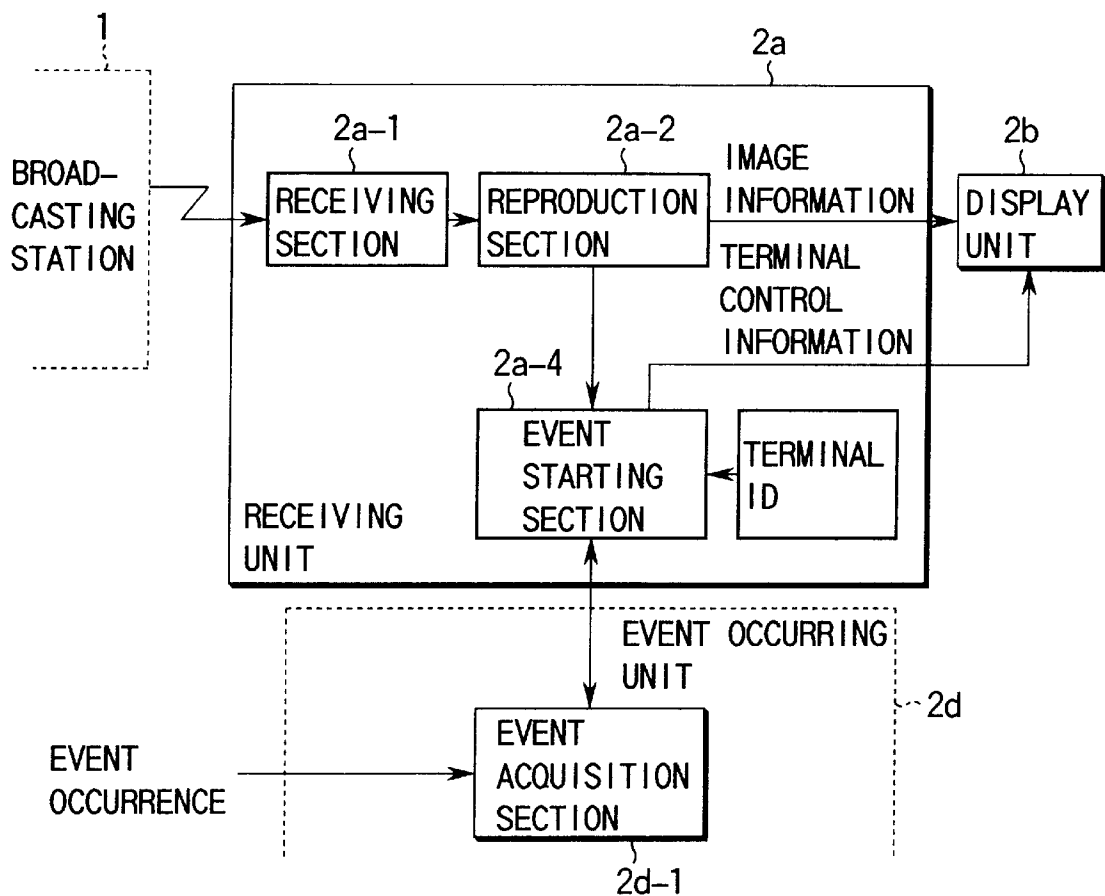 1
2a
2a-1
2a-2
2b
BROAD-
CASTING
STATION
RECEIVING
SECTION
REPRODUCTION
SECTION
IMAGE
INFORMATION
DISPLAY
UNIT
TERMINAL
CONTROL
INFORMATION
2a-4
EVENT
STARTING
SECTION
TERMINAL
ID
RECEIVING
UNIT
EVENT OCCURRING
UNIT
2d
EVENT
OCCURRENCE
EVENT
ACQUISITION
SECTION
2d-1